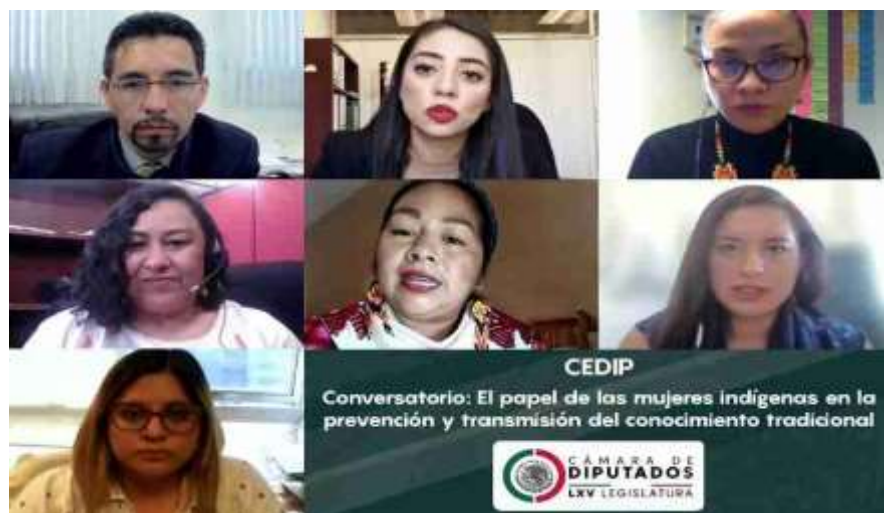 CEDIP
Conversatorio: El papel de las mujeres indígenas en la
prevención y transmisión del conocimiento tradicional
CÁMARA DE
DIPUTADOS
LXV LEGISLATURA